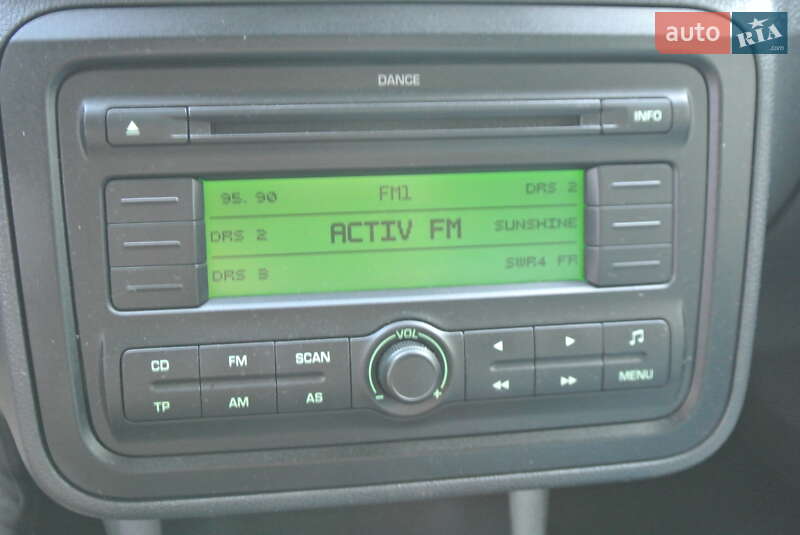 auto RIA.com
DANCE
INFO
95.90 FM1 DRS 2
DRS 2 ACTIV FM SUNSHINE
DRS 3 SWR4 FR
VOL
CD FM SCAN
TP AM AS
MENU